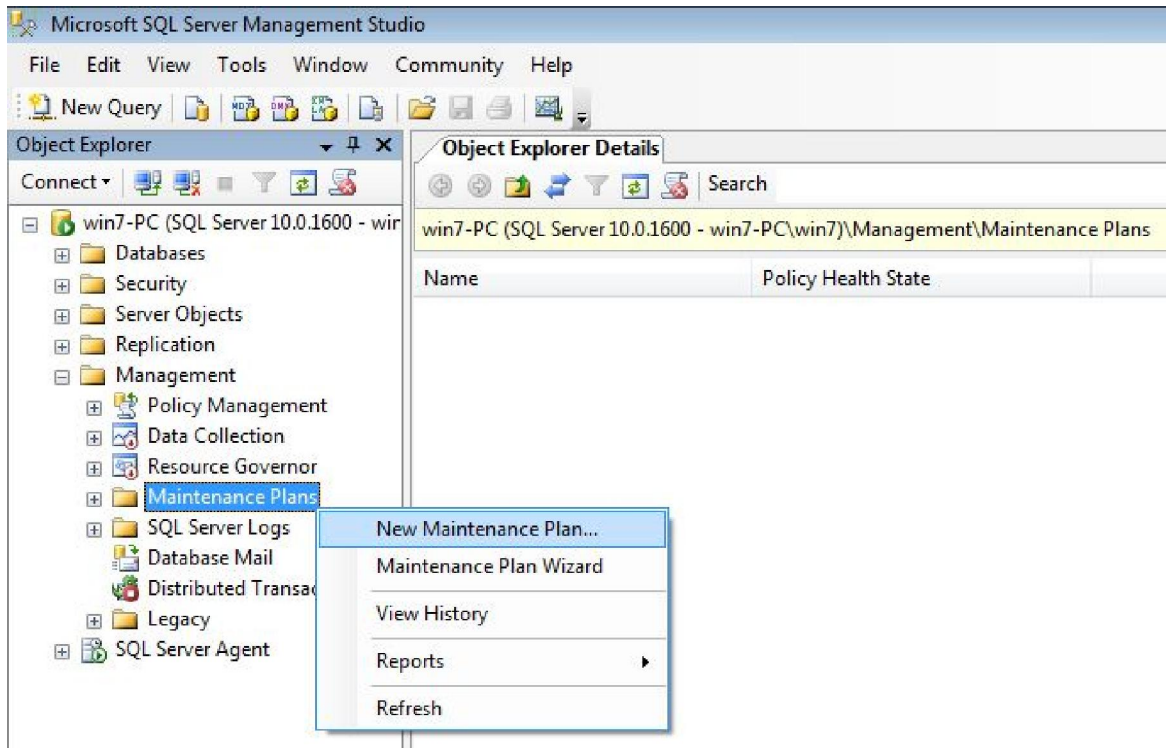 Microsoft SQL Server Management Studio
File Edit View Tools Window Community Help
New Query
Object Explorer
Connect
win7-PC (SQL Server 10.0.1600 - wir
Databases
Security
Server Objects
Replication
Management
Policy Management
Data Collection
Resource Governor
Maintenance Plans
SQL Server Logs
Database Mail
Distributed Transac
Legacy
SQL Server Agent
New Maintenance Plan...
Maintenance Plan Wizard
View History
Reports
Refresh
Object Explorer Details
Search
win7-PC (SQL Server 10.0.1600 - win7-PC\win7)\Management\Maintenance Plans
Name Policy Health State